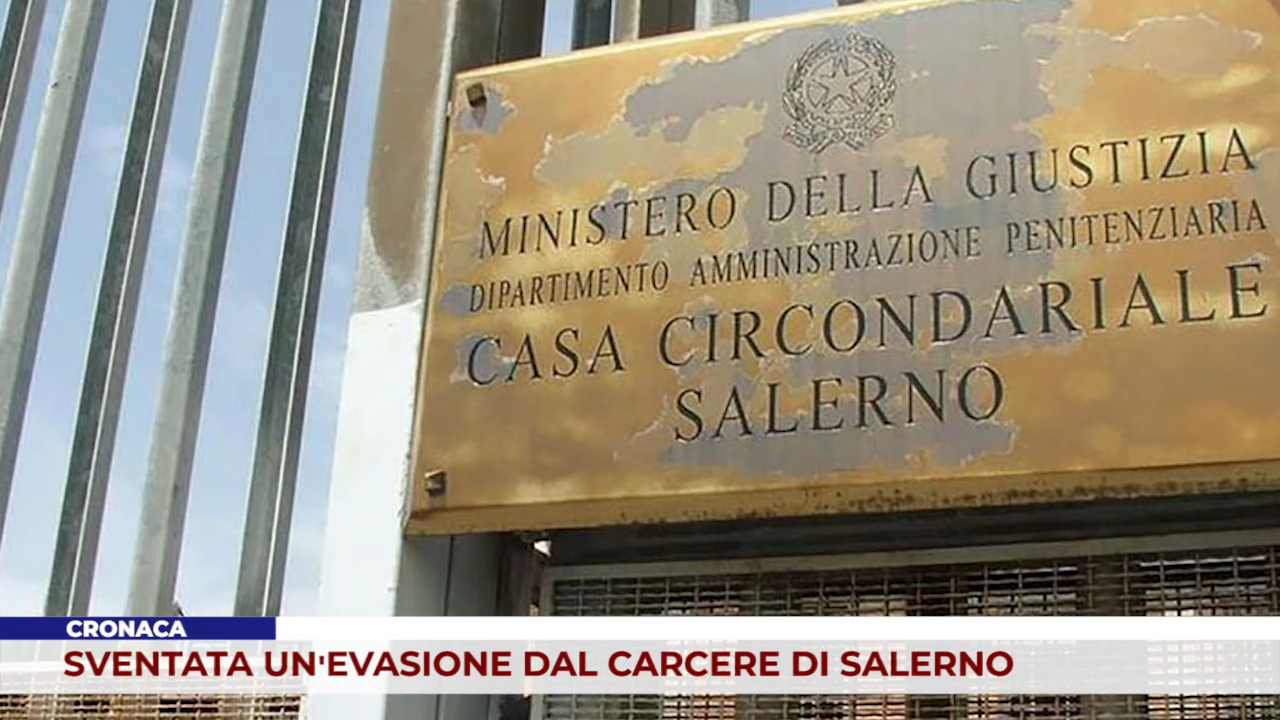 MINISTERO DELLA GIUSTIZIA
DIPARTIMENTO AMMINISTRAZIONE PENITENZIARIA
CASA CIRCONDARIALE
SALERNO
CRONACA
SVENTATA UN'EVASIONE DAL CARCERE DI SALERNO